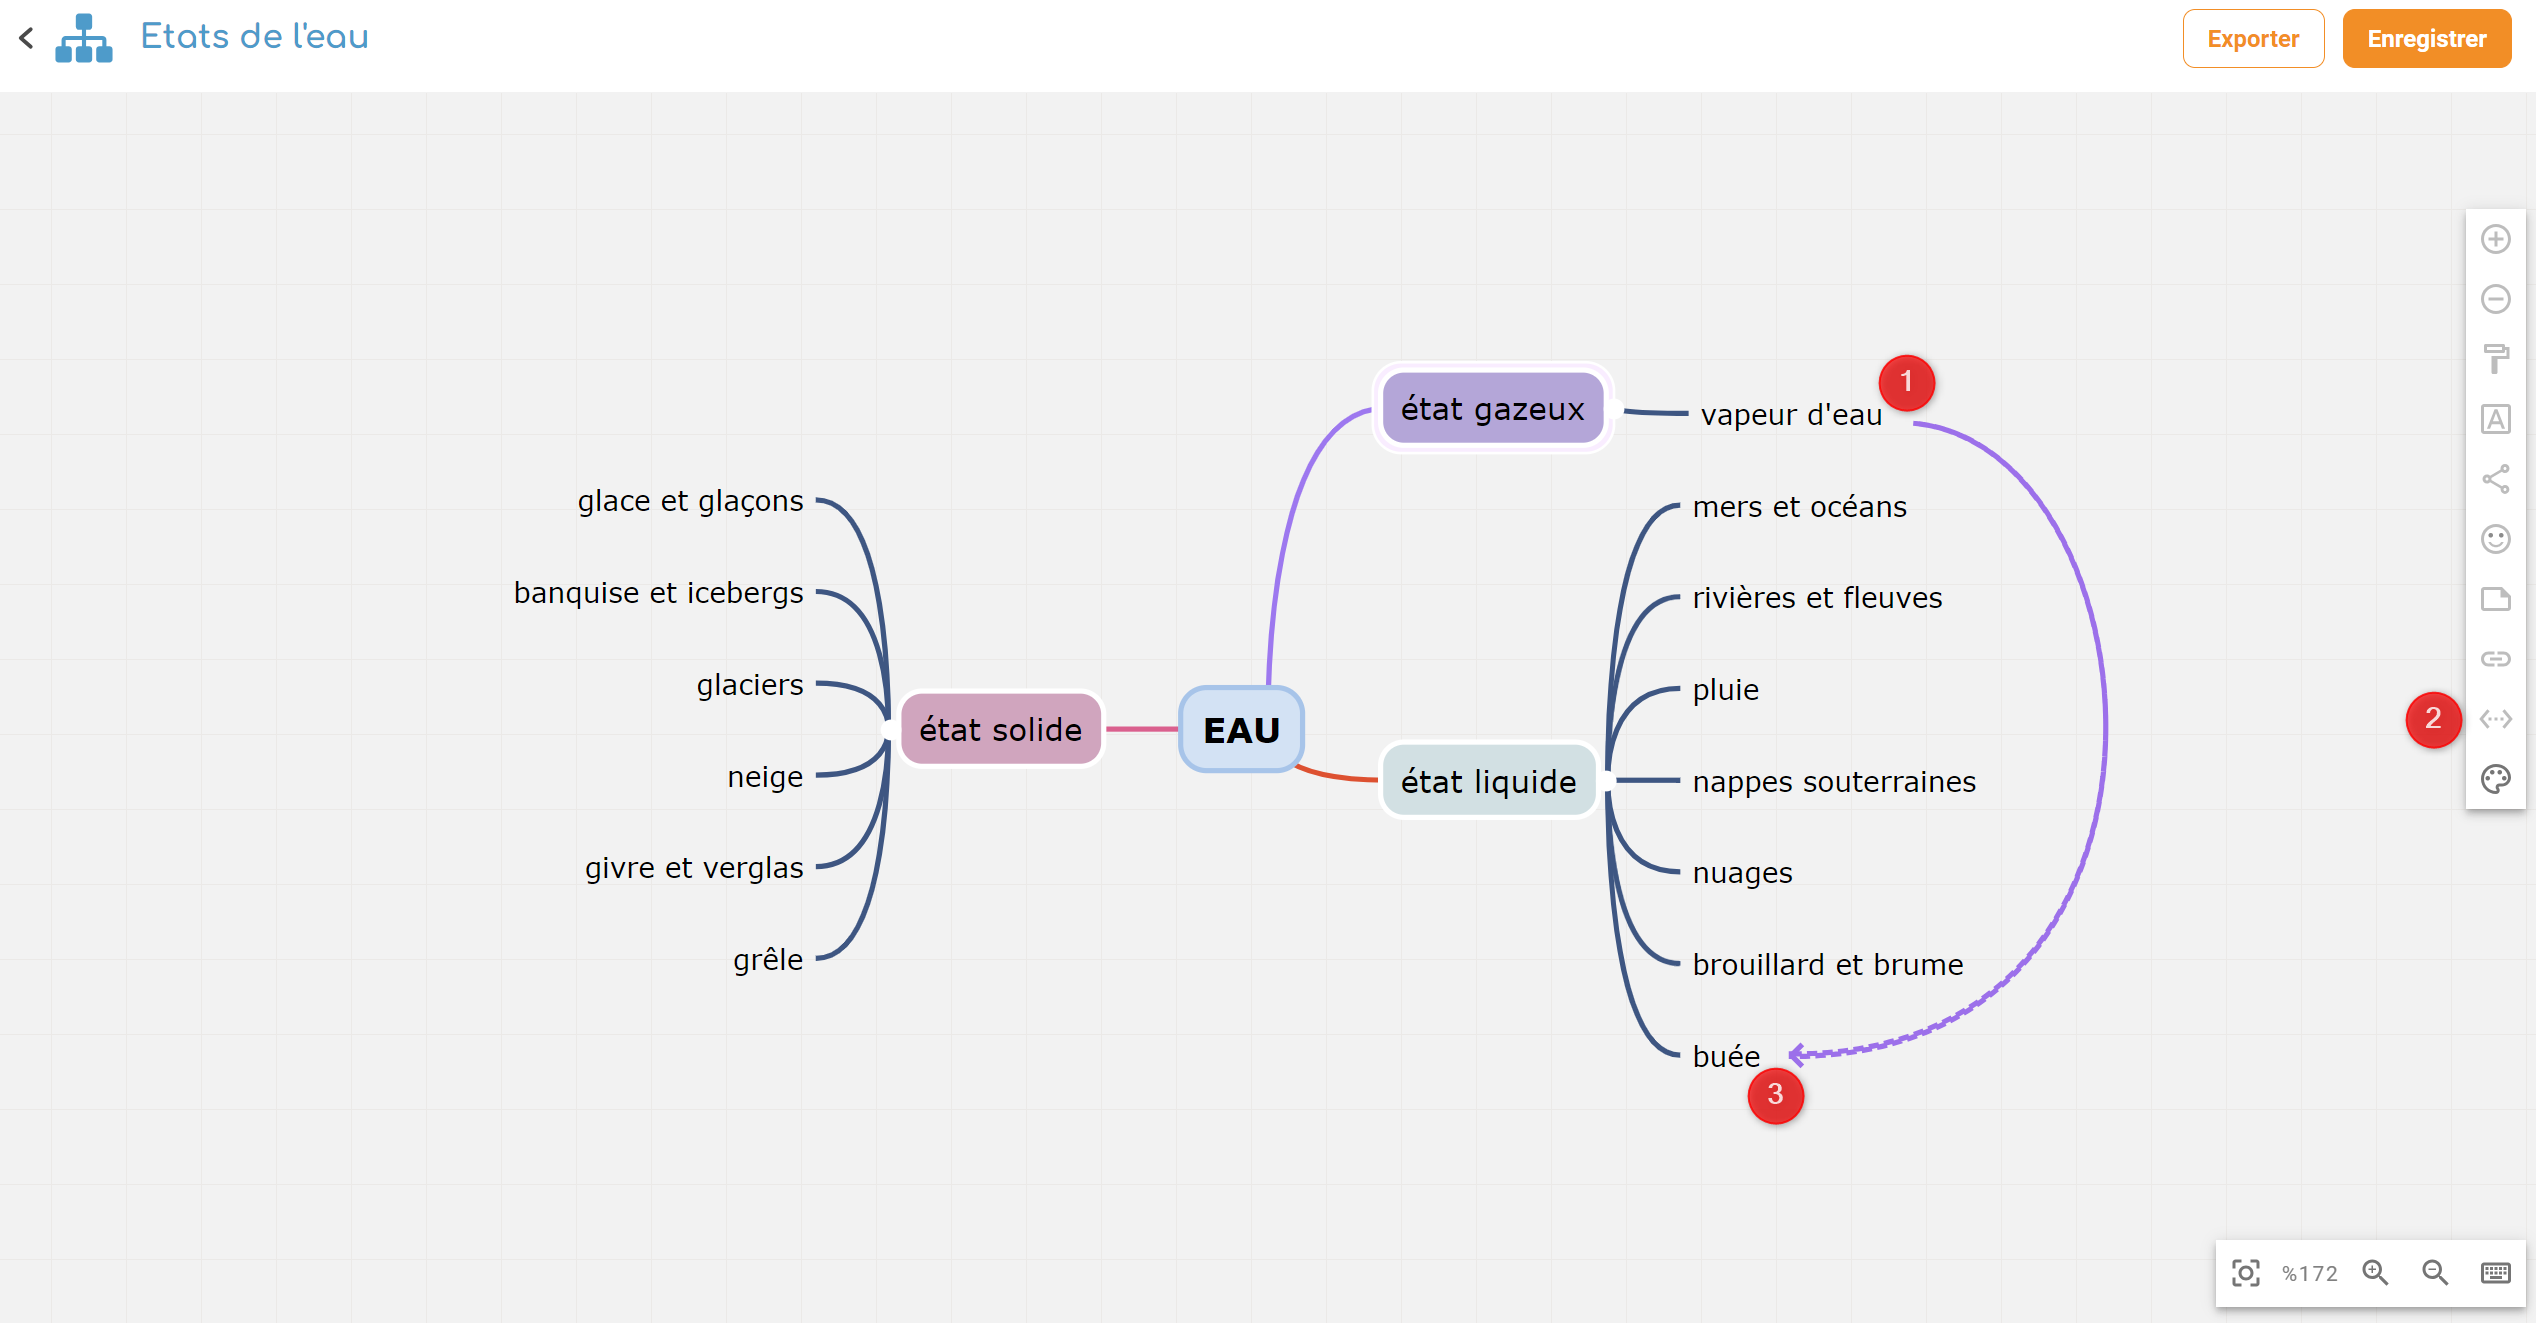 Etats de l'eau
Exporter
Enregistrer
1
état gazeux
vapeur d'eau
glace et glaçons
banquise et icebergs
glaciers
neige
givre et verglas
grêle
état solide
EAU
état liquide
mers et océans
rivières et fleuves
pluie
nappes souterraines
nuages
brouillard et brume
buée
A
2
3
%172